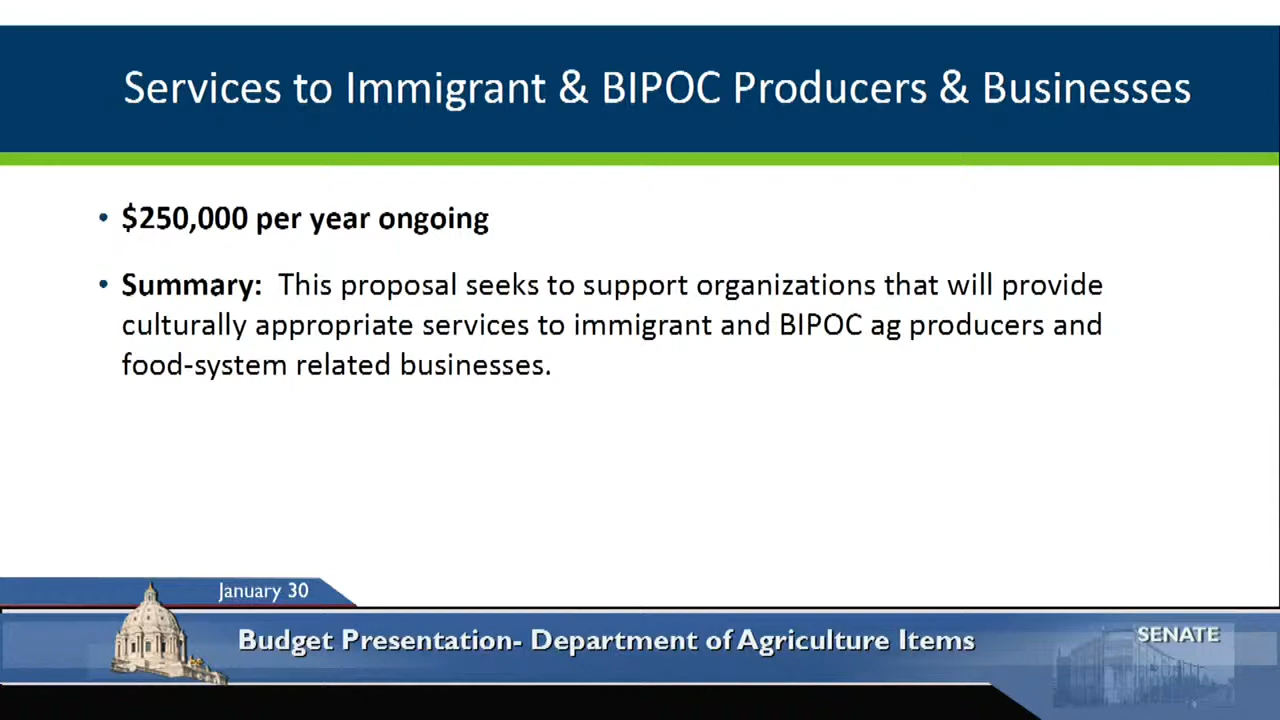 Services to Immigrant & BIPOC Producers & Businesses
• $250,000 per year ongoing
• Summary: This proposal seeks to support organizations that will provide
culturally appropriate services to immigrant and BIPOC ag producers and
food-system related businesses.
January 30
Budget Presentation- Department of Agriculture Items
SENATE